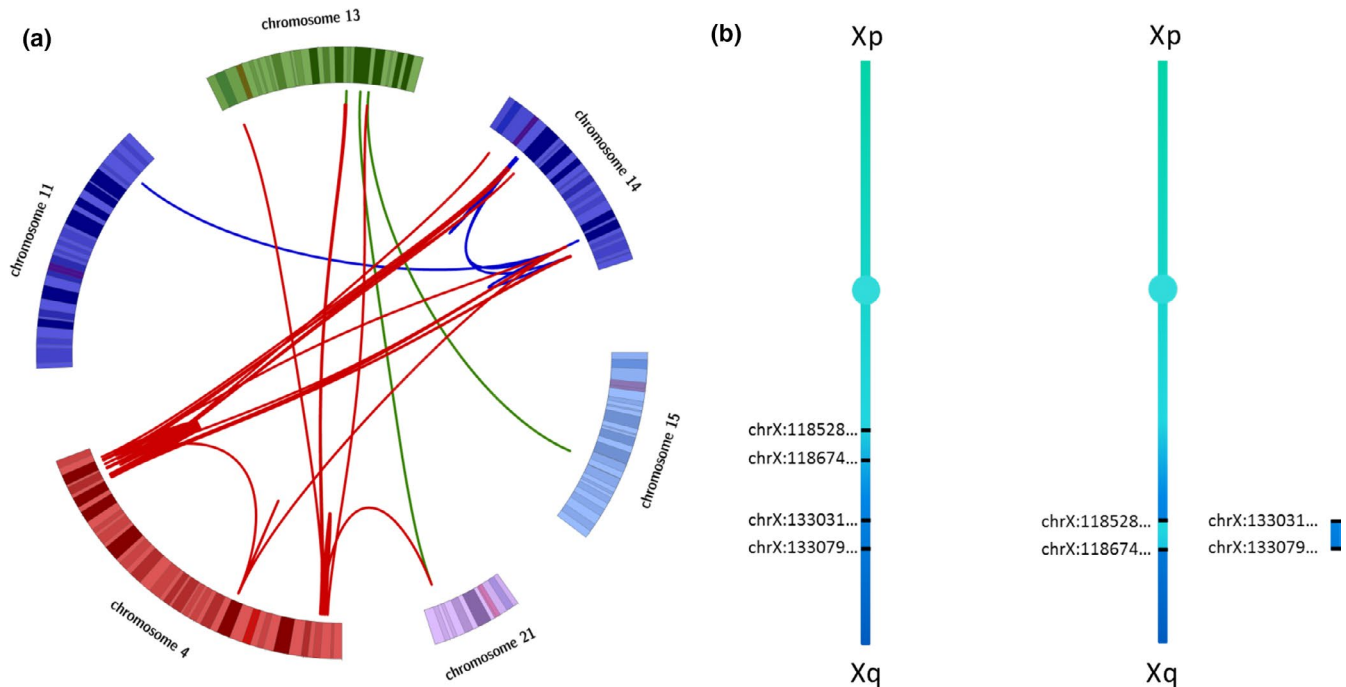 (a)
chromosome 13
chromosome 14
chromosome 11
chromosome 15
chromosome 4
chromosome 21
(b)
Xp
Xp
chrX:118528...
chrX:118674...
chrX:133031...
chrX:133079...
chrX:118528...
chrX:133031...
chrX:118674...
chrX:133079...
Xq
Xq